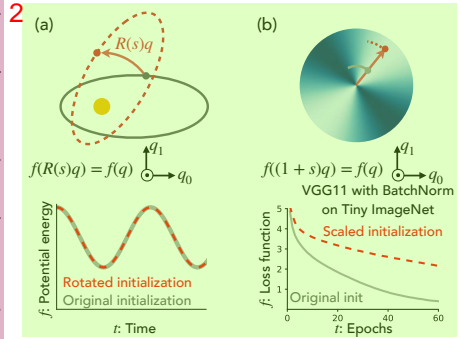 2
(a)
R(s)q
q₁
f(R(s)q) = f(q)
q₀
f: Potential energy
Rotated initialization
Original initialization
t: Time
(b)
q₁
f((1 + s)q) = f(q)
q₀
VGG11 with BatchNorm
on Tiny ImageNet
f: Loss function
5
4
3
2
1
Scaled initialization
Original init
0
20
40
60
t: Epochs